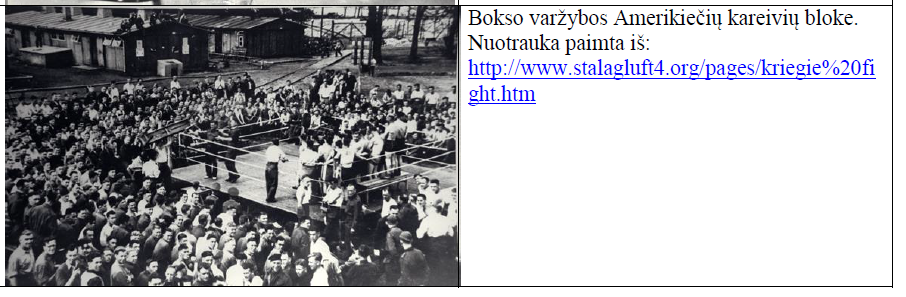 Bokso varžybos Amerikiečių kareivių bloke.
Nuotrauka paimta iš:
http://www.stalagluft4.org/pages/kriegie%20fi
ght.htm